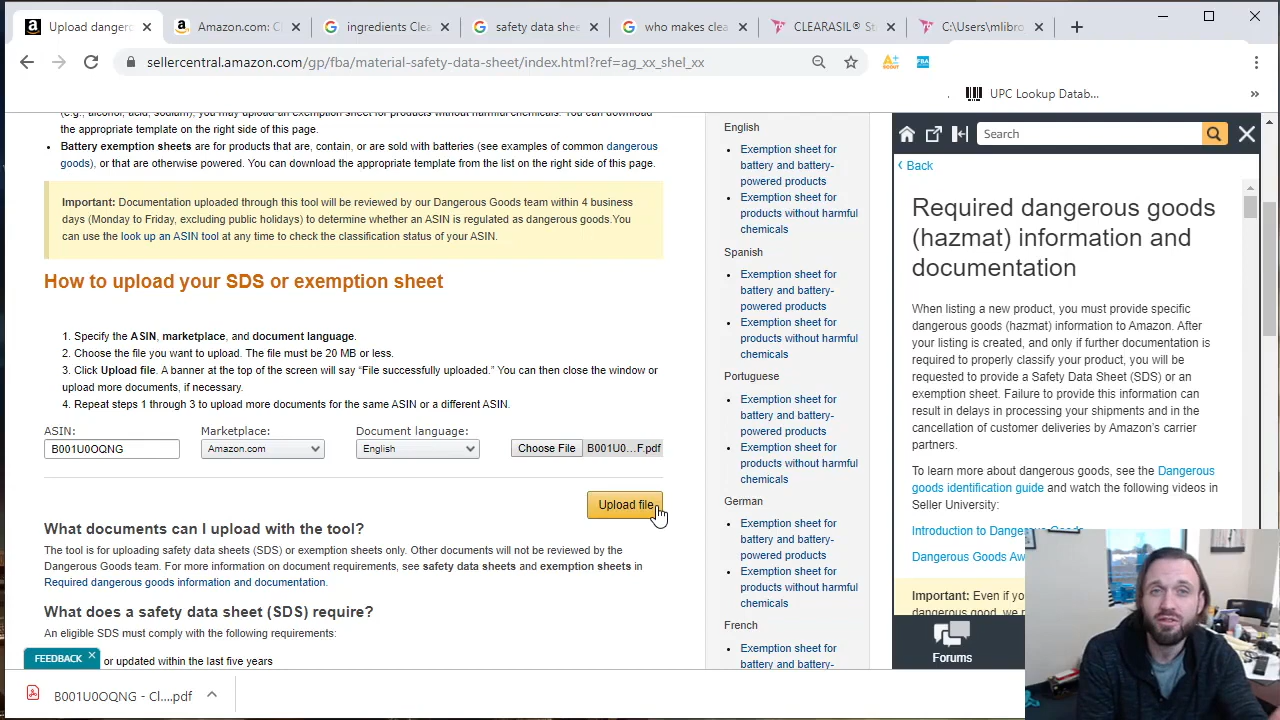 Upload dangerc
Amazon.com: Cl
ingredients Clea
safety data shee
who makes clea
CLEARASIL® St
C:\Users\mlibro
sellercentral.amazon.com/gp/fba/material-safety-data-sheet/index.html?ref=ag_xx_shel_xx
A+
SCOUT
FBA
UPC Lookup Datab...
»
(e.g., alcohol, acid, sodium), you may upload an exemption sheet for products without harmful chemicals. You can download
the appropriate template on the right side of this page.
• Battery exemption sheets are for products that are, contain, or are sold with batteries (see examples of common dangerous
goods), or that are otherwise powered. You can download the appropriate template from the list on the right side of this page.
Important: Documentation uploaded through this tool will be reviewed by our Dangerous Goods team within 4 business
days (Monday to Friday, excluding public holidays) to determine whether an ASIN is regulated as dangerous goods.You
can use the look up an ASIN tool at any time to check the classification status of your ASIN.
How to upload your SDS or exemption sheet
1. Specify the ASIN, marketplace, and document language.
2. Choose the file you want to upload. The file must be 20 MB or less.
3. Click Upload file. A banner at the top of the screen will say “File successfully uploaded.” You can then close the window or
upload more documents, if necessary.
4. Repeat steps 1 through 3 to upload more documents for the same ASIN or a different ASIN.
ASIN:
Marketplace:
Document language:
B001U0OQNG
Amazon.com
English
Choose File
B001U0…F.pdf
Upload file
What documents can I upload with the tool?
The tool is for uploading safety data sheets (SDS) or exemption sheets only. Other documents will not be reviewed by the
Dangerous Goods team. For more information on document requirements, see safety data sheets and exemption sheets in
Required dangerous goods information and documentation.
What does a safety data sheet (SDS) require?
An eligible SDS must comply with the following requirements:
FEEDBACK
or updated within the last five years
English
• Exemption sheet for
battery and battery-
powered products
• Exemption sheet for
products without harmful
chemicals
Spanish
• Exemption sheet for
battery and battery-
powered products
• Exemption sheet for
products without harmful
chemicals
Portuguese
• Exemption sheet for
battery and battery-
powered products
• Exemption sheet for
products without harmful
chemicals
German
• Exemption sheet for
battery and battery-
powered products
• Exemption sheet for
products without harmful
chemicals
French
• Exemption sheet for
battery and battery-
Search
‹ Back
Required dangerous goods
(hazmat) information and
documentation
When listing a new product, you must provide specific
dangerous goods (hazmat) information to Amazon. After
your listing is created, and only if further documentation is
required to properly classify your product, you will be
requested to provide a Safety Data Sheet (SDS) or an
exemption sheet. Failure to provide this information can
result in delays in processing your shipments and in the
cancellation of customer deliveries by Amazon's carrier
partners.
To learn more about dangerous goods, see the Dangerous
goods identification guide and watch the following videos in
Seller University:
Introduction to Dangerous Goods
Dangerous Goods Aw
Important: Even if yo
dangerous good, we
Forums
B001U0OQNG - Cl....pdf